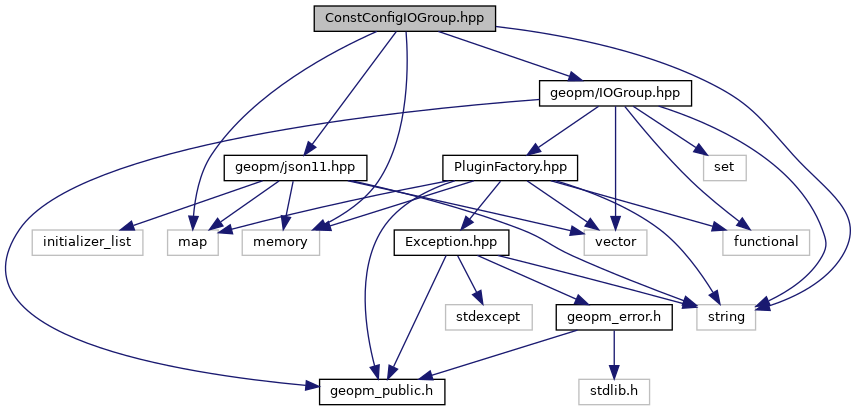 ConstConfigIOGroup.hpp
geopm/IOGroup.hpp
geopm/json11.hpp
PluginFactory.hpp
set
initializer_list
map
memory
Exception.hpp
vector
functional
stdexcept
geopm_error.h
string
geopm_public.h
stdlib.h